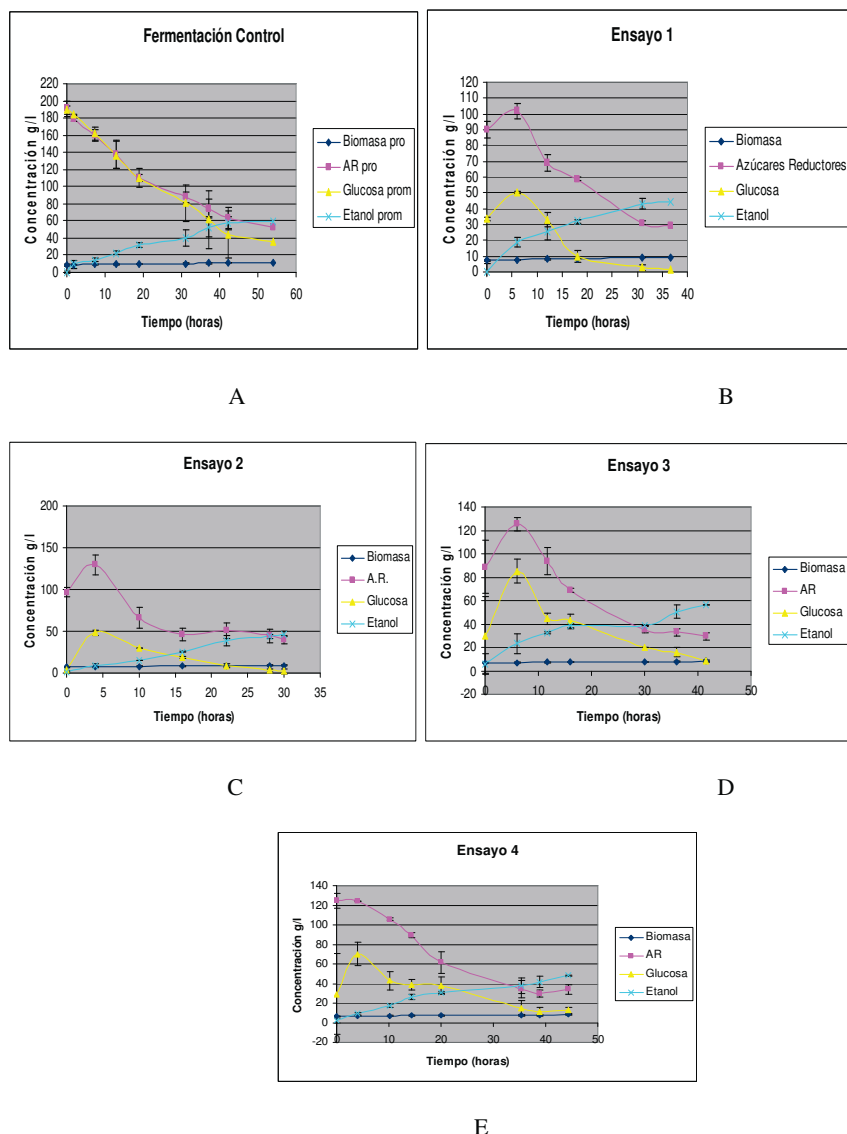 Fermentación Control
Concentración g/l
220
200
180
160
140
120
100
80
60
40
20
0
0 10 20 30 40 50 60
Tiempo (horas)
Biomasa pro
AR pro
Glucosa prom
Etanol prom
A
Ensayo 1
Concentración g/l
120
110
100
90
80
70
60
50
40
30
20
10
0
0 5 10 15 20 25 30 35 40
Tiempo (horas)
Biomasa
Azúcares Reductores
Glucosa
Etanol
B
Ensayo 2
Concentración g/l
200
150
100
50
0
0 5 10 15 20 25 30 35
Tiempo (horas)
Biomasa
A.R.
Glucosa
Etanol
C
Ensayo 3
Concentración g/l
140
120
100
80
60
40
20
0
-20
0 10 20 30 40 50
Tiempo (horas)
Biomasa
AR
Glucosa
Etanol
D
Ensayo 4
Concentración g/l
140
120
100
80
60
40
20
0
-20
0 10 20 30 40 50
Tiempo (horas)
Biomasa
AR
Glucosa
Etanol
E